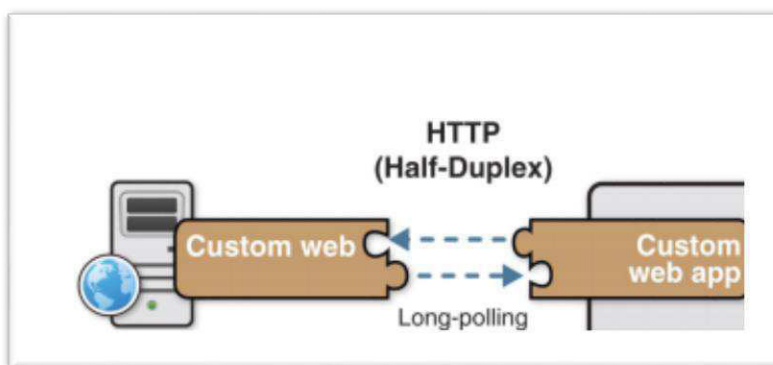 HTTP
(Half-Duplex)
Custom web
Custom
web app
Long-polling